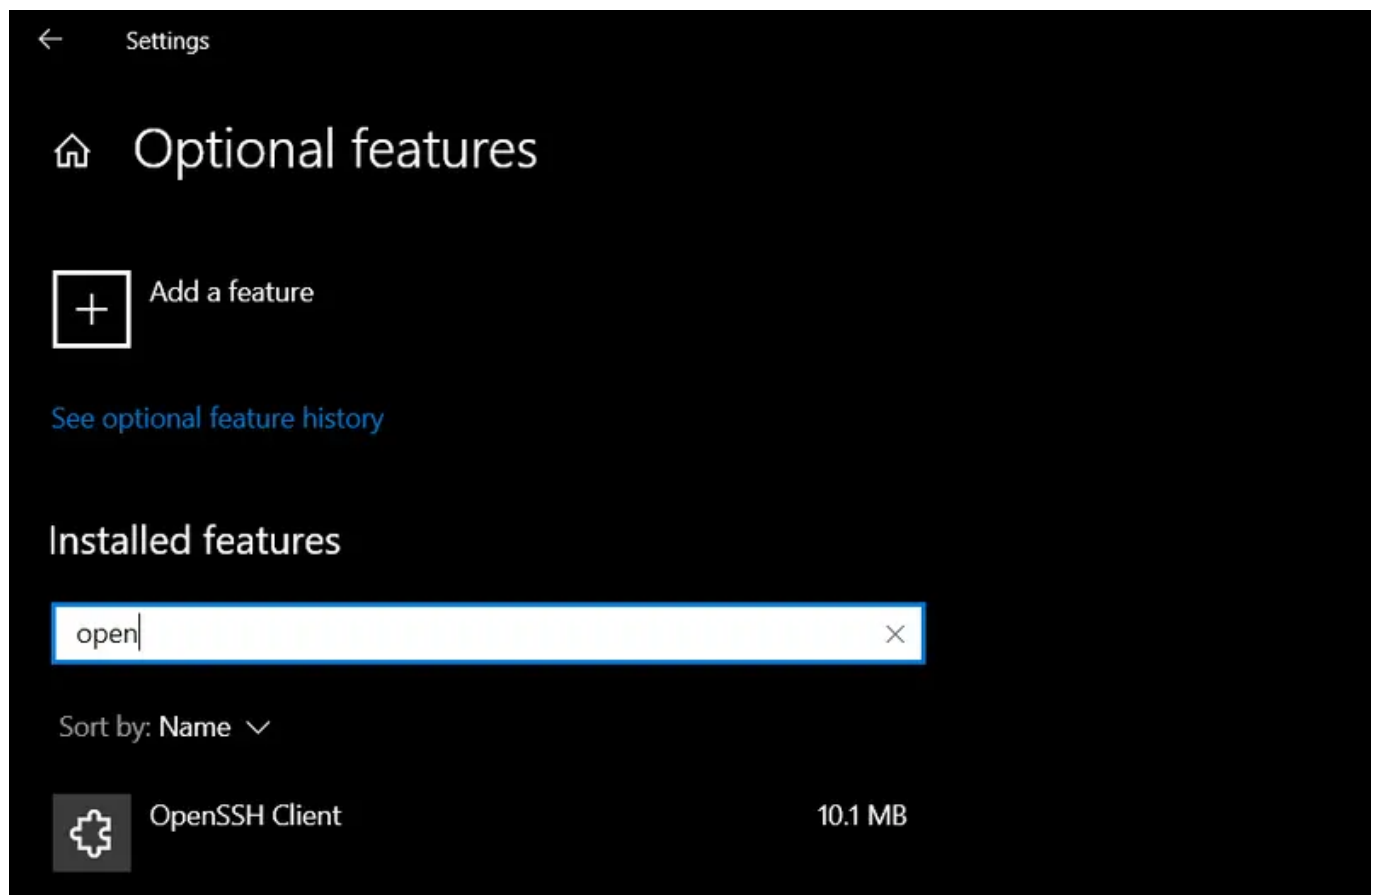 Settings
Optional features
Add a feature
See optional feature history
Installed features
open
Sort by: Name
OpenSSH Client 10.1 MB